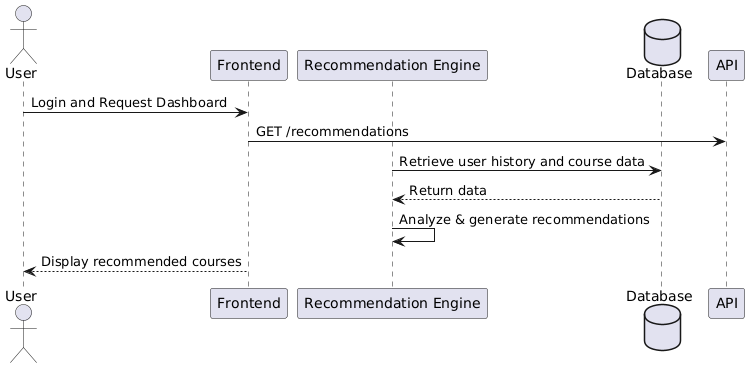 User
Frontend
Recommendation Engine
Database
API
Login and Request Dashboard
GET /recommendations
Retrieve user history and course data
Return data
Analyze & generate recommendations
Display recommended courses
User
Frontend
Recommendation Engine
Database
API